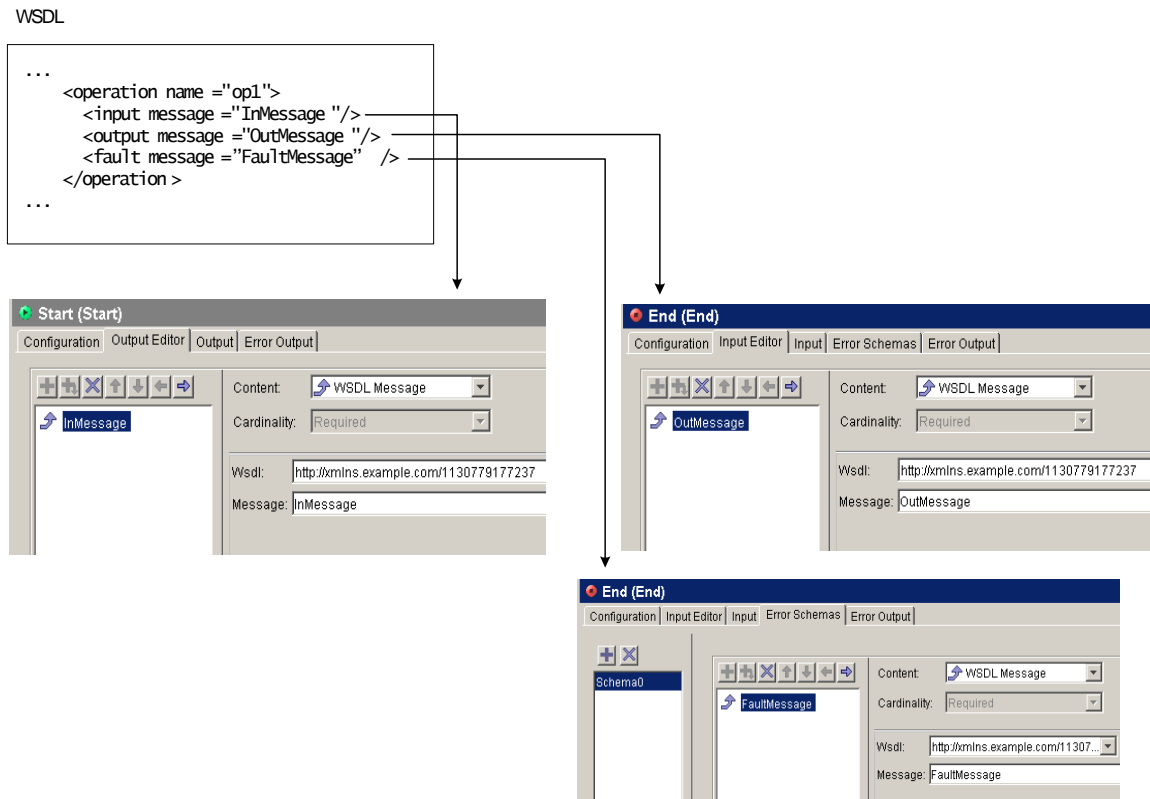 WSDL
...
<operation name ="op1">
<input message ="InMessage "/>
<output message ="OutMessage "/>
<fault message =”FaultMessage” />
</operation >
...
Start (Start)
Configuration Output Editor Output Error Output
Content: WSDL Message
InMessage
Cardinality: Required
Wsdl: http://xmlns.example.com/1130779177237
Message: InMessage
End (End)
Configuration Input Editor Input Error Schemas Error Output
Content: WSDL Message
OutMessage
Cardinality: Required
Wsdl: http://xmlns.example.com/1130779177237
Message: OutMessage
End (End)
Configuration Input Editor Input Error Schemas Error Output
Schema0
Content: WSDL Message
FaultMessage
Cardinality: Required
Wsdl: http://xmlns.example.com/11307...
Message: FaultMessage